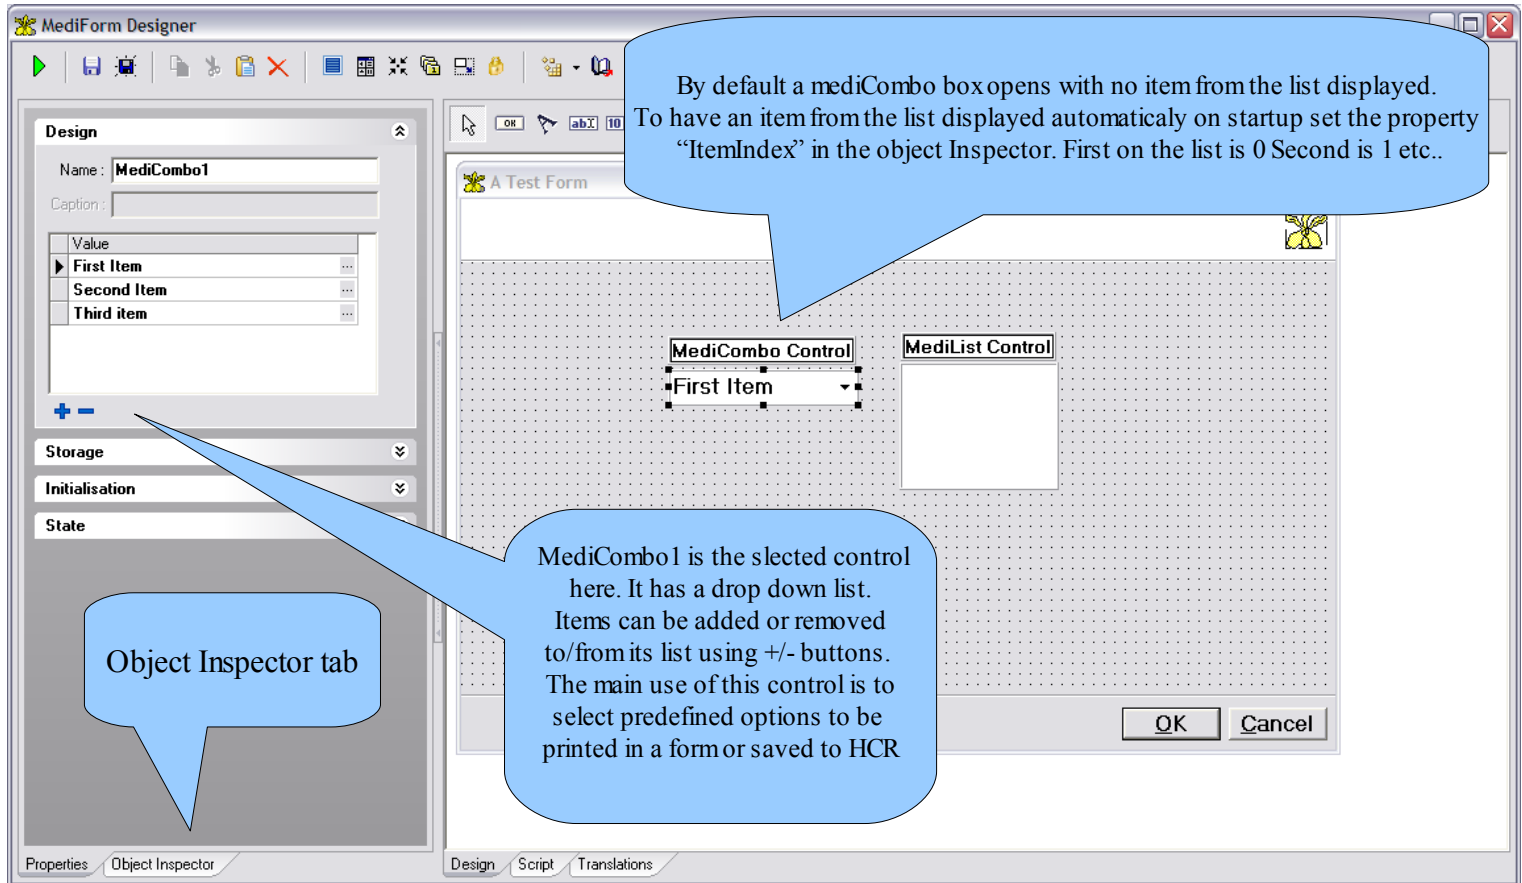 MediForm Designer
By default a mediCombo box opens with no item from the list displayed.
To have an item from the list displayed automaticaly on startup set the property
“ItemIndex” in the object Inspector. First on the list is 0 Second is 1 etc..
OK
abI
10
Design
Name :
MediCombo1
Caption :
Value
First Item
...
Second Item
...
Third item
...
Storage
Initialisation
State
A Test Form
MediCombo Control
MediList Control
First Item
MediCombo1 is the slected control
here. It has a drop down list.
Items can be added or removed
to/from its list using +/- buttons.
The main use of this control is to
select predefined options to be
printed in a form or saved to HCR
Object Inspector tab
OK
Cancel
Properties
Object Inspector
Design
Script
Translations